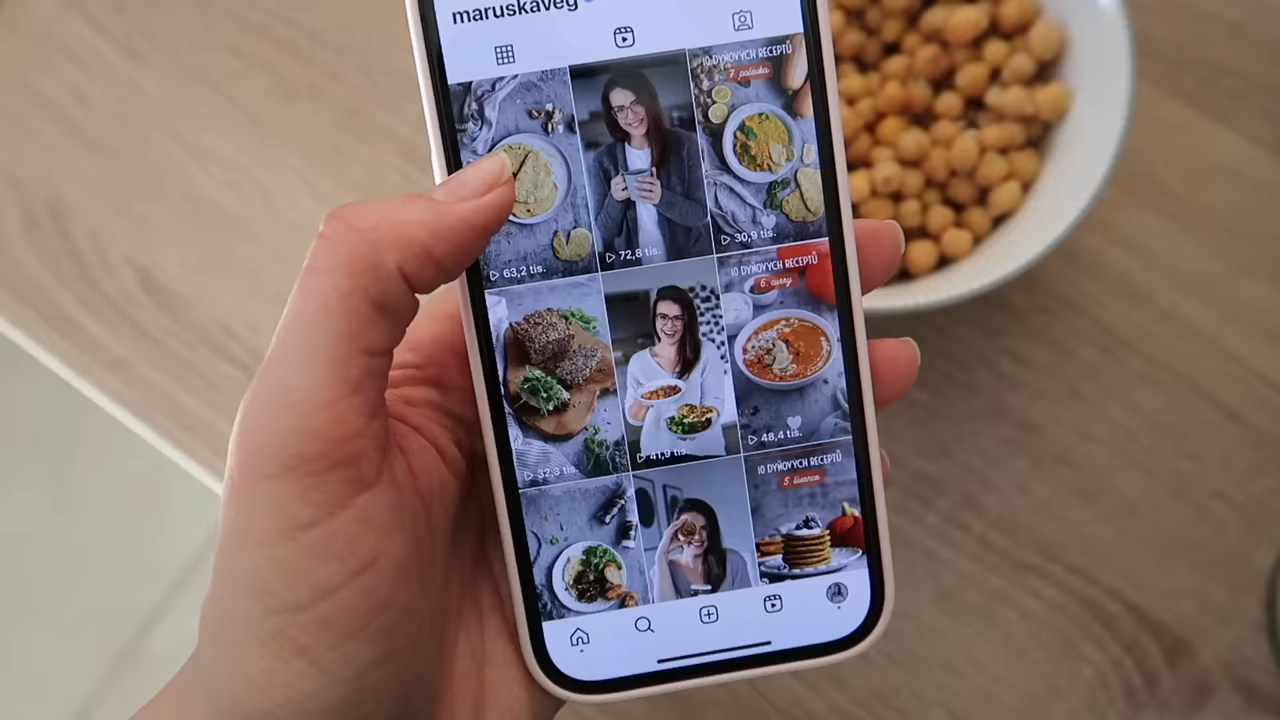 maruskaveg
10 DÝŇOVÝCH RECEPTŮ
7. polévka
63,2 tis.
72,8 tis.
30,9 tis.
10 DÝŇOVÝCH RECEPTŮ
6. curry
32,3 tis.
41,9 tis.
48,4 tis.
10 DÝŇOVÝCH RECEPTŮ
5. lívance